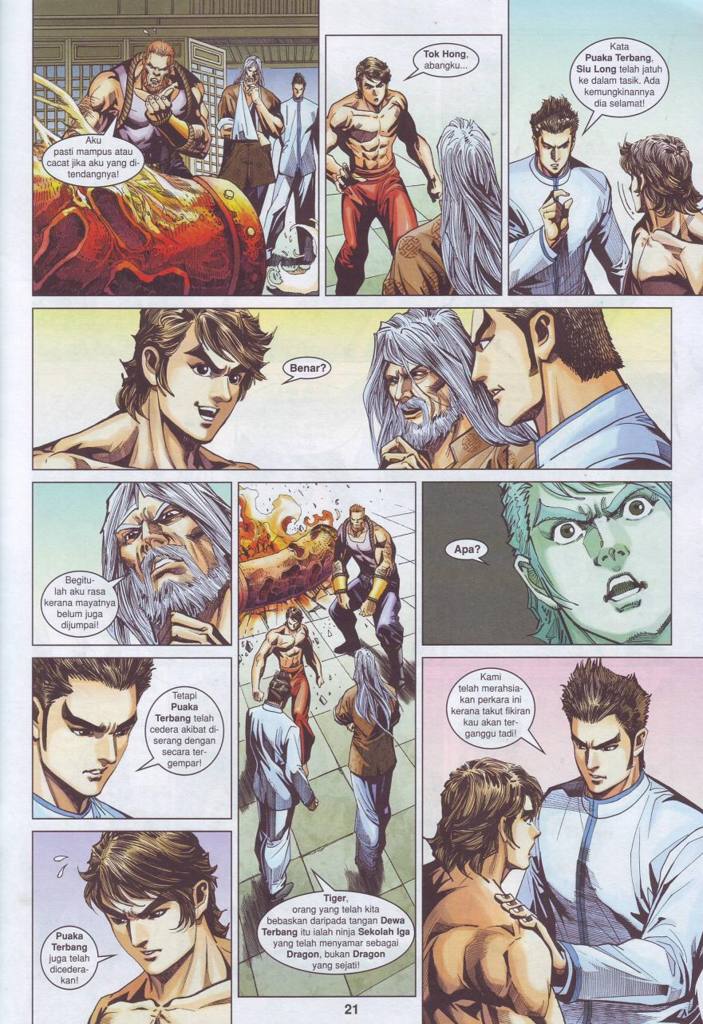 Aku
pasti mampus atau
cacat jika aku yang di-
tendangnya!
Tok Hong,
abangku...
Kata
Puaka Terbang,
Siu Long telah jatuh
ke dalam tasik. Ada
kemungkinannya
dia selamat!
Benar?
Begitu-
lah aku rasa
kerana mayatnya
belum juga
dijumpai!
Tetapi
Puaka
Terbang telah
cedera akibat di-
serang dengan
secara ter-
gempar!
Puaka
Terbang
juga telah
dicedera-
kan!
Tiger,
orang yang telah kita
bebaskan daripada tangan Dewa
Terbang itu ialah ninja Sekolah Iga
yang telah menyamar sebagai
Dragon, bukan Dragon
yang sejati!
Apa?
Kami
telah merahsia-
kan perkara ini
kerana takut fikiran
kau akan ter-
ganggu tadi!
21